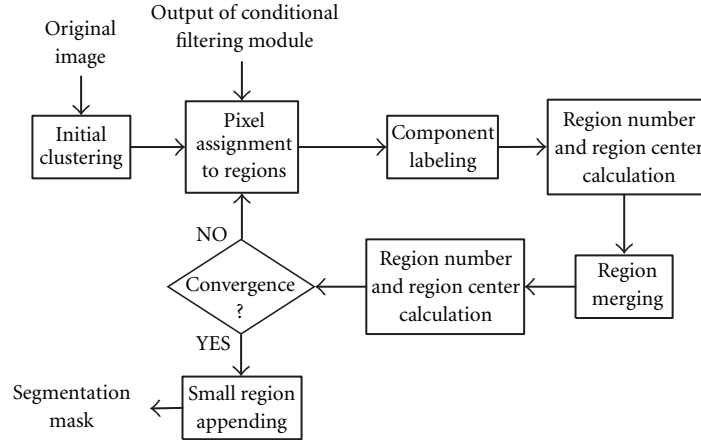 Original
image
Output of conditional
filtering module
Initial
clustering
Pixel
assignment
to regions
Component
labeling
Region number
and region center
calculation
Region
merging
Region number
and region center
calculation
NO
Convergence
?
YES
Small region
appending
Segmentation
mask